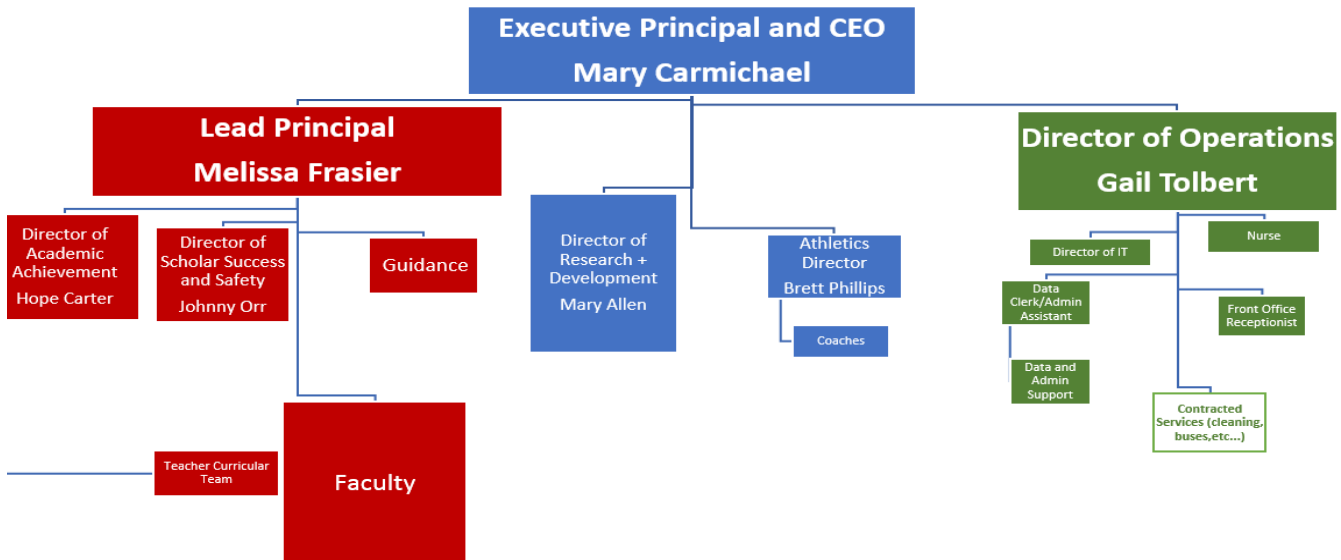 Executive Principal and CEO
Mary Carmichael
Lead Principal
Melissa Frasier
Director of Operations
Gail Tolbert
Director of
Academic
Achievement
Hope Carter
Director of
Scholar Success
and Safety
Johnny Orr
Guidance
Director of
Research +
Development
Mary Allen
Athletics
Director
Brett Phillips
Coaches
Director of IT
Nurse
Data
Clerk/Admin
Assistant
Front Office
Receptionist
Data and
Admin
Support
Contracted
Services (cleaning,
buses,etc...)
Teacher Curricular
Team
Faculty